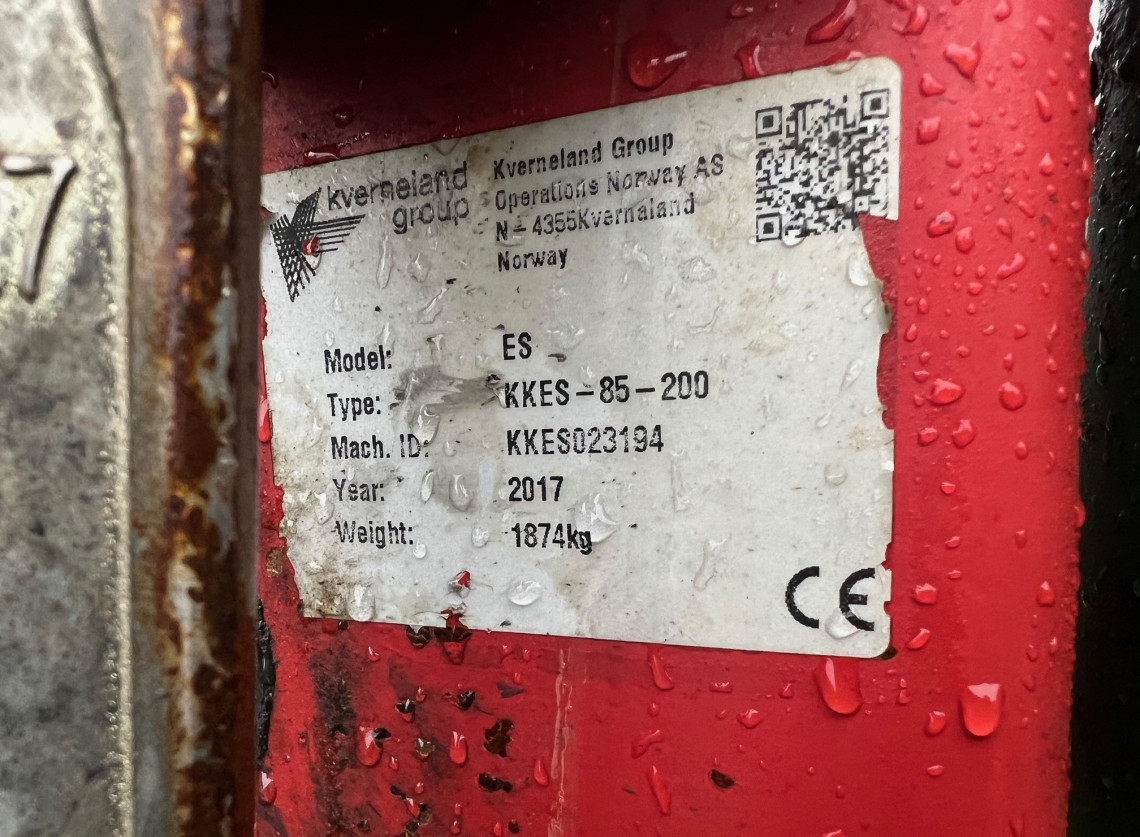 7
kverneland
group
Kverneland Group
Operations Norway AS
N-4355Kvernaland
Norway
Model: ES
Type: KKES-85-200
Mach. ID: KKES023194
Year: 2017
Weight: 1874kg
CE